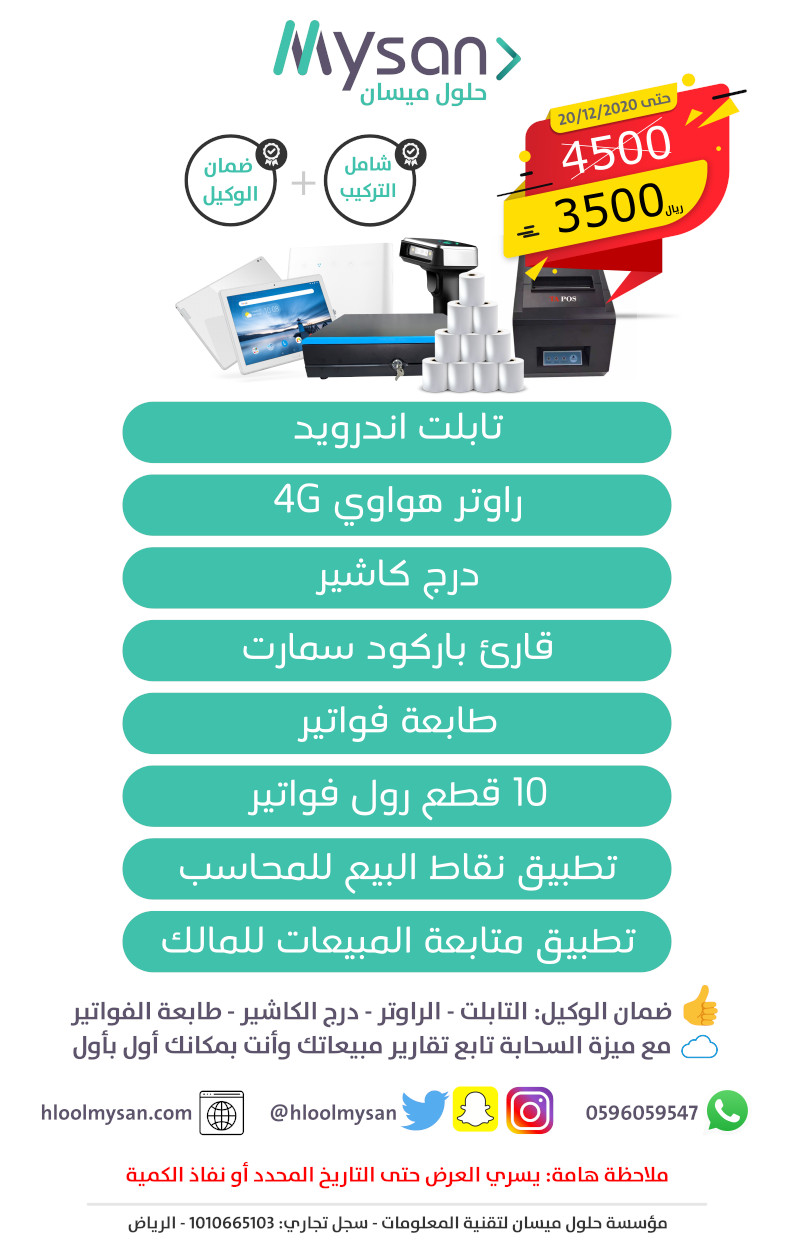 Mysan
حلول ميسان
حتى 20/12/2020
4500
3500 ريال
شامل
التركيب
+
ضمان
الوكيل
POS
تابلت اندرويد
راوتر هواوي 4G
درج كاشير
قارئ باركود سمارت
طابعة فواتير
10 قطع رول فواتير
تطبيق نقاط البيع للمحاسب
تطبيق متابعة المبيعات للمالك
ضمان الوكيل: التابلت - الراوتر - درج الكاشير - طابعة الفواتير
مع ميزة السحابة تابع تقارير مبيعاتك وأنت بمكانك أول بأول
0596059547
@hloolmysan
hloolmysan.com
ملاحظة هامة: يسري العرض حتى التاريخ المحدد أو نفاذ الكمية
مؤسسة حلول ميسان لتقنية المعلومات - سجل تجاري: 1010665103 - الرياض